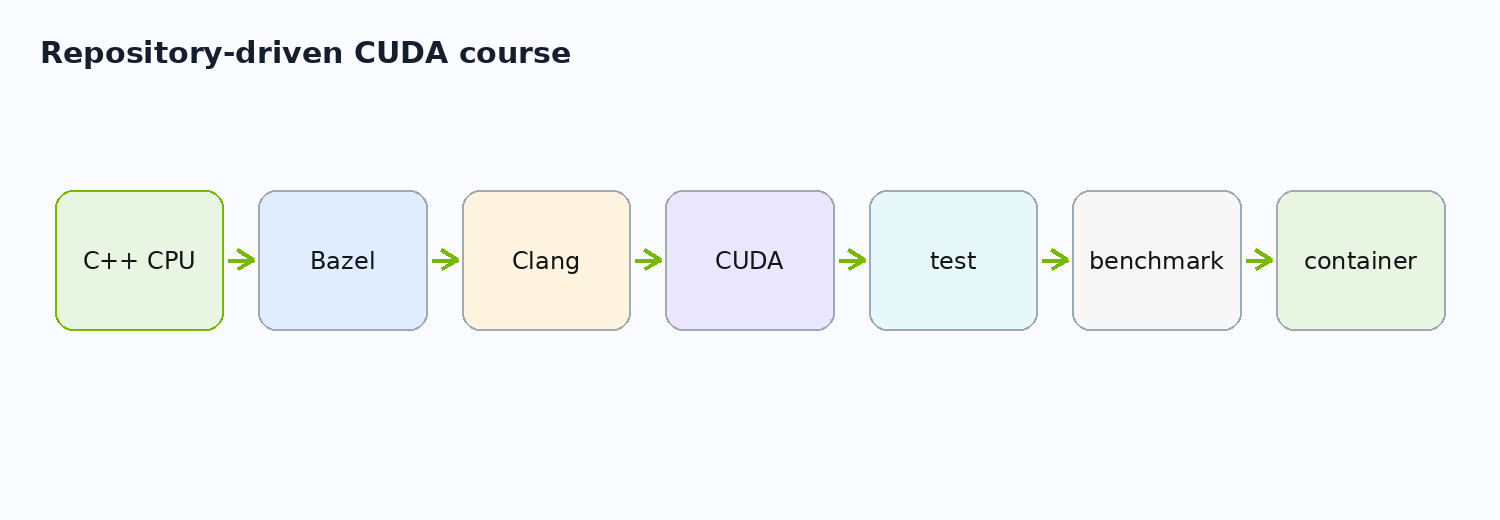 Repository-driven CUDA course
C++ CPU
Bazel
Clang
CUDA
test
benchmark
container